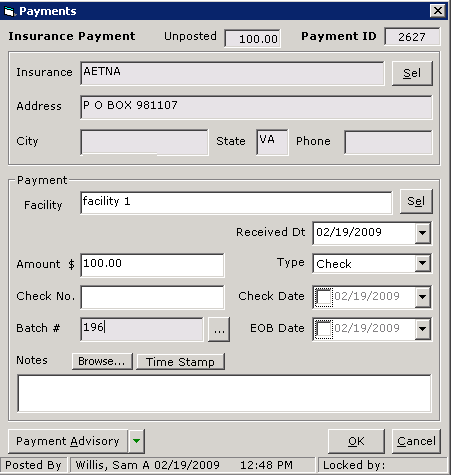 Payments
Insurance Payment Unposted 100.00 Payment ID 2627
Insurance AETNA Sel
Address P O BOX 981107
City State VA Phone
Payment
Facility facility 1 Sel
Received Dt 02/19/2009
Amount $ 100.00 Type Check
Check No. Check Date 02/19/2009
Batch # 196 ... EOB Date 02/19/2009
Notes Browse... Time Stamp
Payment Advisory OK Cancel
Posted By Willis, Sam A 02/19/2009 12:48 PM Locked by: